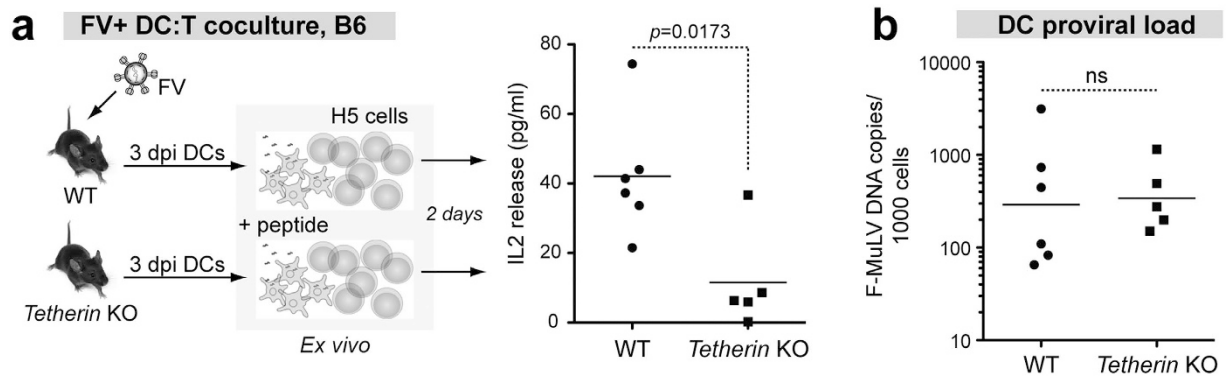 a
FV+ DC:T coculture, B6
FV
3 dpi DCs
WT
H5 cells
+ peptide
2 days
3 dpi DCs
Tetherin KO
Ex vivo
IL2 release (pg/ml)
80
60
40
20
0
p=0.0173
WT
Tetherin KO
b
DC proviral load
F-MuLV DNA copies/
1000 cells
10000
1000
100
10
ns
WT
Tetherin KO